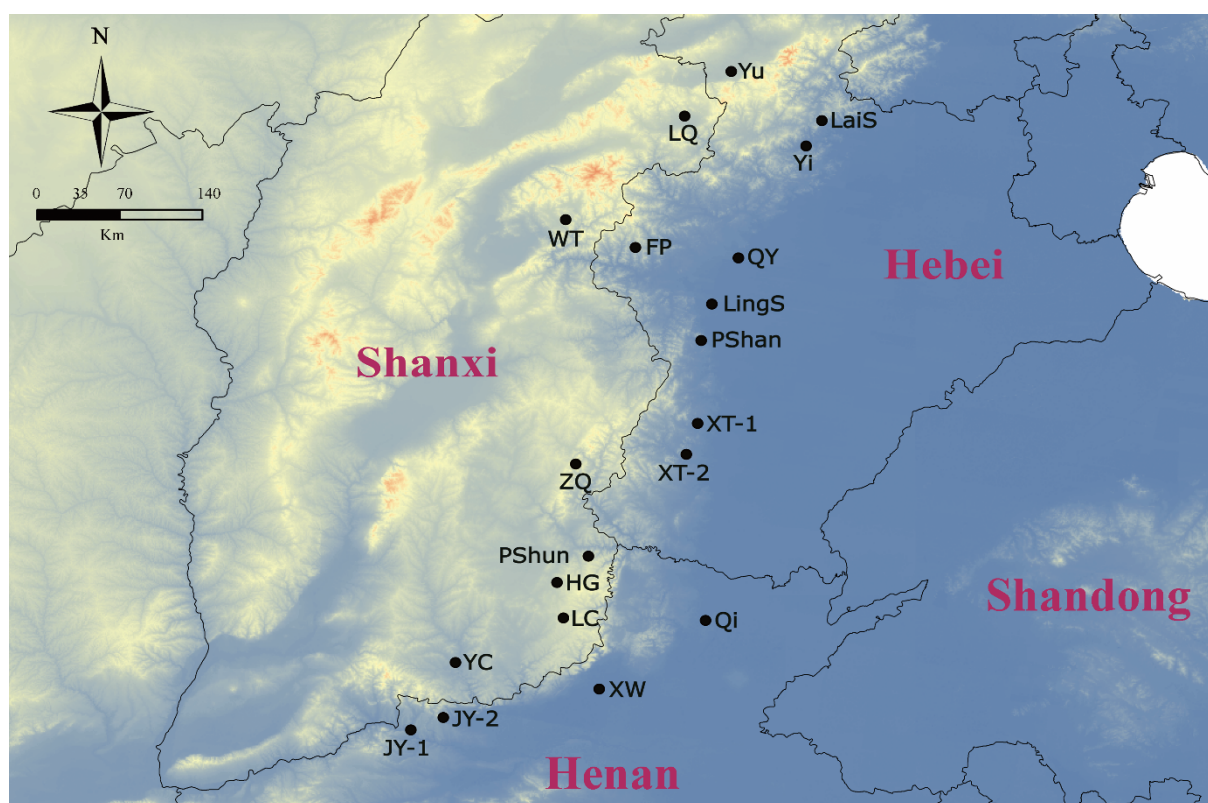 N
0 35 70 140
Km
Yu
LQ
LaiS
Yi
WT
FP
QY
Hebei
LingS
PShan
Shanxi
XT-1
XT-2
ZQ
PShun
HG
Shandong
LC
Qi
YC
XW
JY-2
JY-1
Henan